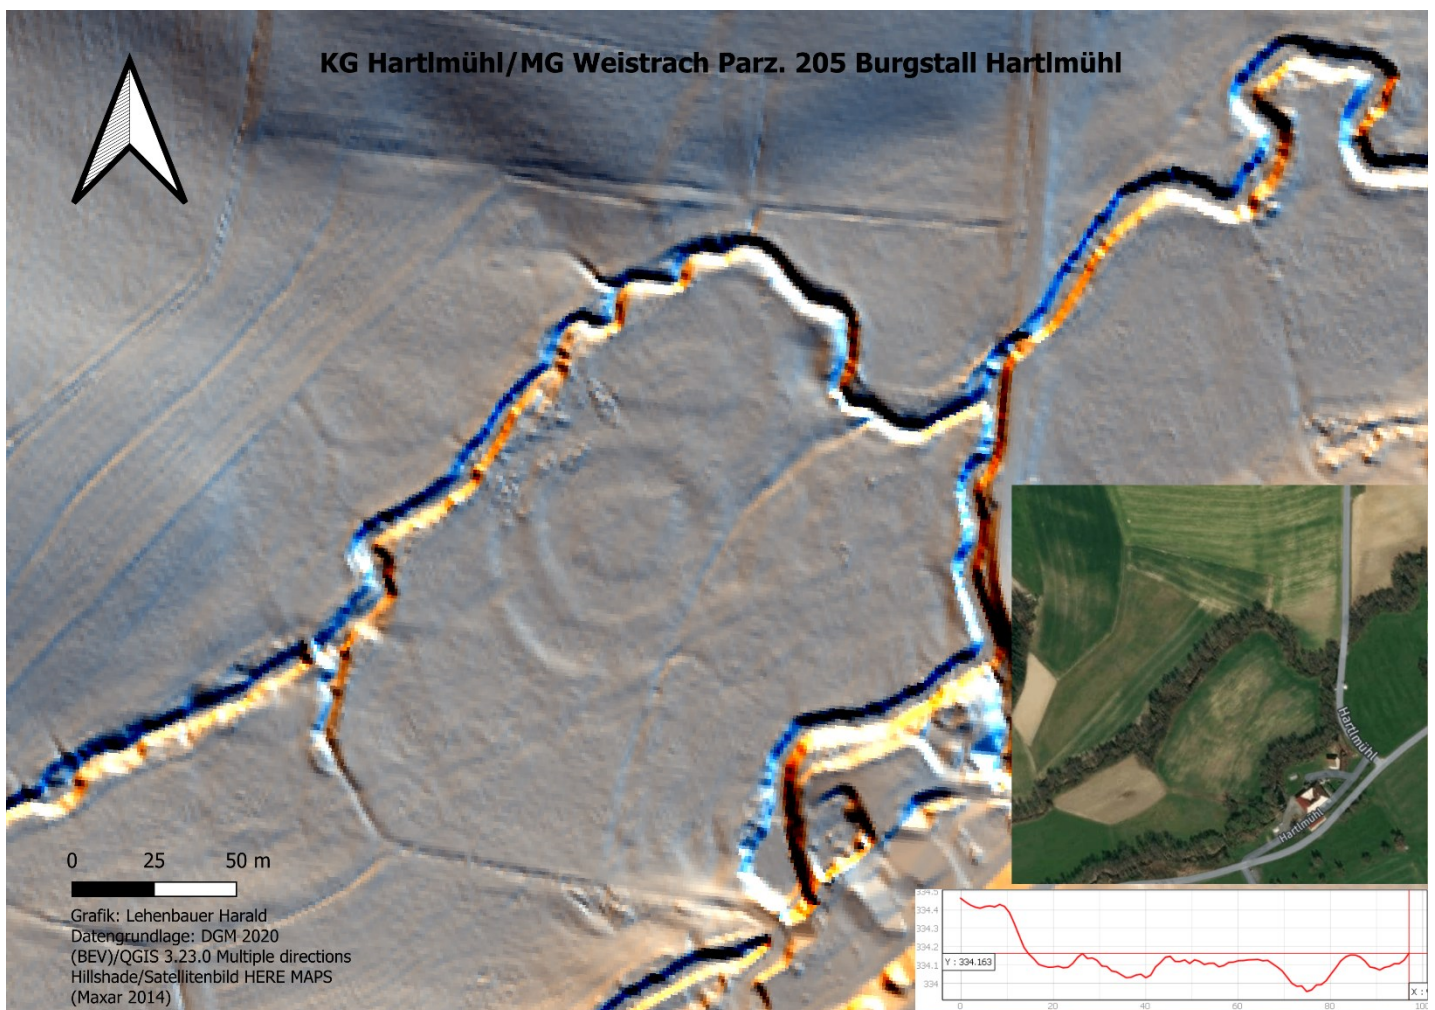 KG Hartlmühl/MG Weistrach Parz. 205 Burgstall Hartlmühl
0 25 50 m
Grafik: Lehenbauer Harald
Datengrundlage: DGM 2020
(BEV)/QGIS 3.23.0 Multiple directions
Hillshade/Satellitenbild HERE MAPS
(Maxar 2014)
Hartlmühl
Hartlmühl
334.5
334.4
334.3
334.2
334.1
334
Y : 334.163
X :
0 20 40 60 80 100